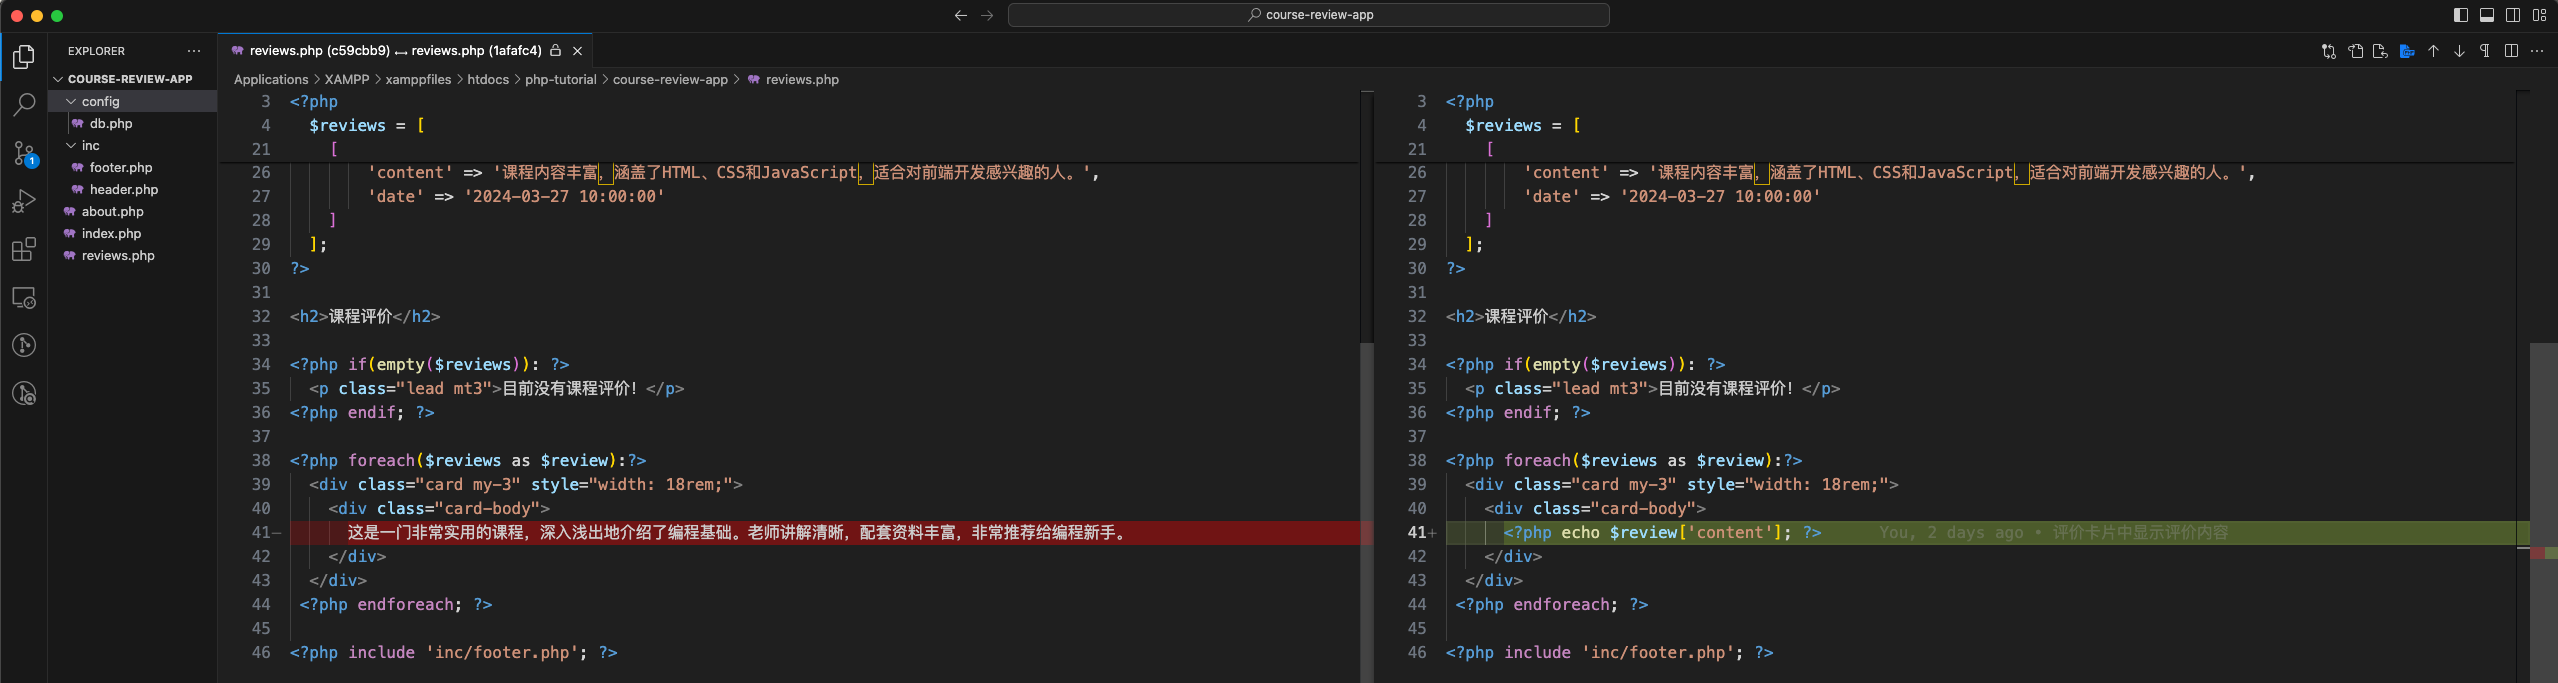 course-review-app
EXPLORER
COURSE-REVIEW-APP
config
db.php
inc
footer.php
header.php
about.php
index.php
reviews.php
1
reviews.php (c59cbb9) ↔ reviews.php (1afafc4)
Applications > XAMPP > xamppfiles > htdocs > php-tutorial > course-review-app > reviews.php
3 <?php
4 $reviews = [
21 [
26 'content' => '课程内容丰富，涵盖了HTML、CSS和JavaScript，适合对前端开发感兴趣的人。',
27 'date' => '2024-03-27 10:00:00'
28 ]
29 ];
30 ?>
31
32 <h2>课程评价</h2>
33
34 <?php if(empty($reviews)): ?>
35 <p class="lead mt3">目前没有课程评价！</p>
36 <?php endif; ?>
37
38 <?php foreach($reviews as $review):?>
39 <div class="card my-3" style="width: 18rem;">
40 <div class="card-body">
41− 这是一门非常实用的课程，深入浅出地介绍了编程基础。老师讲解清晰，配套资料丰富，非常推荐给编程新手。
42 </div>
43 </div>
44 <?php endforeach; ?>
45
46 <?php include 'inc/footer.php'; ?>
3 <?php
4 $reviews = [
21 [
26 'content' => '课程内容丰富，涵盖了HTML、CSS和JavaScript，适合对前端开发感兴趣的人。',
27 'date' => '2024-03-27 10:00:00'
28 ]
29 ];
30 ?>
31
32 <h2>课程评价</h2>
33
34 <?php if(empty($reviews)): ?>
35 <p class="lead mt3">目前没有课程评价！</p>
36 <?php endif; ?>
37
38 <?php foreach($reviews as $review):?>
39 <div class="card my-3" style="width: 18rem;">
40 <div class="card-body">
41+ <?php echo $review['content']; ?> You, 2 days ago • 评价卡片中显示评价内容
42 </div>
43 </div>
44 <?php endforeach; ?>
45
46 <?php include 'inc/footer.php'; ?>